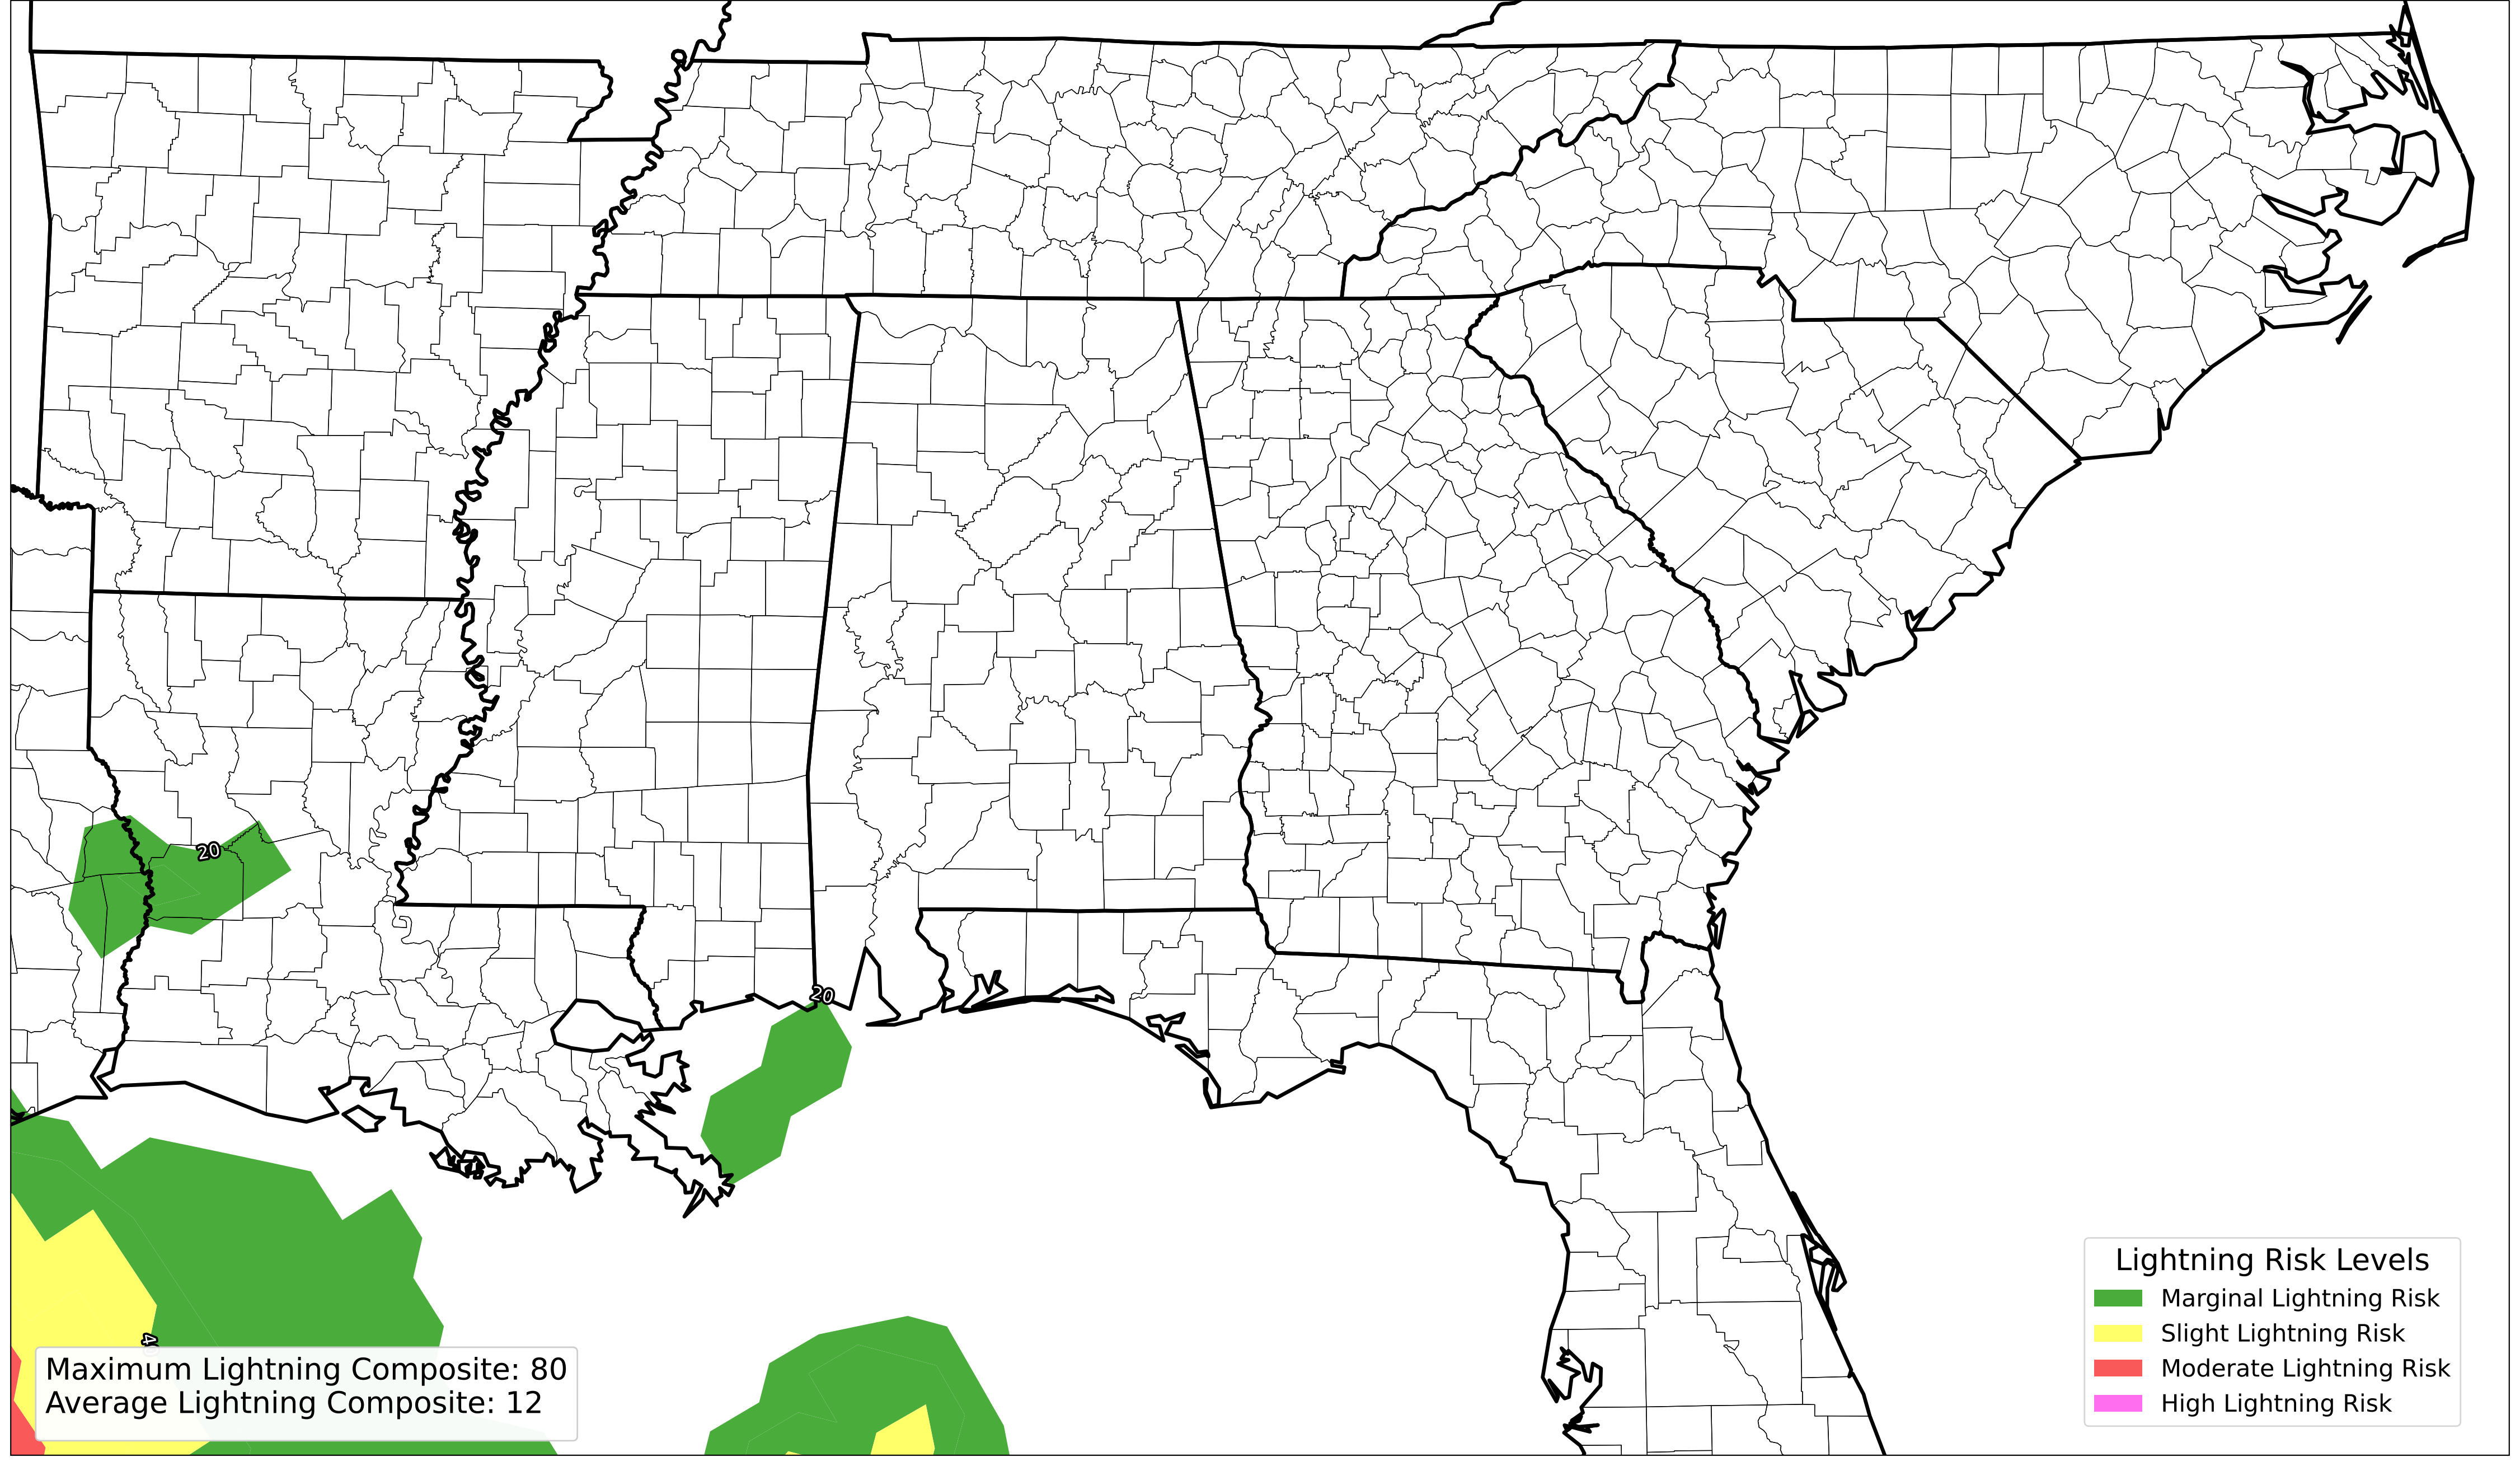 20
20
Maximum Lightning Composite: 80
Average Lightning Composite: 12
Lightning Risk Levels
Marginal Lightning Risk
Slight Lightning Risk
Moderate Lightning Risk
High Lightning Risk